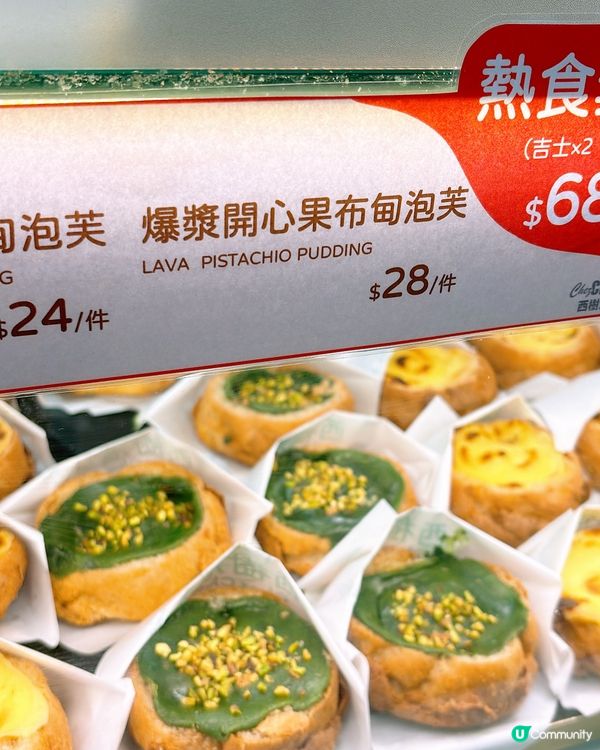 熱食
(吉士x2
$68
泡芙
G
$24/件
爆漿開心果布甸泡芙
LAVA PISTACHIO PUDDING
$28/件
西樹
U Community